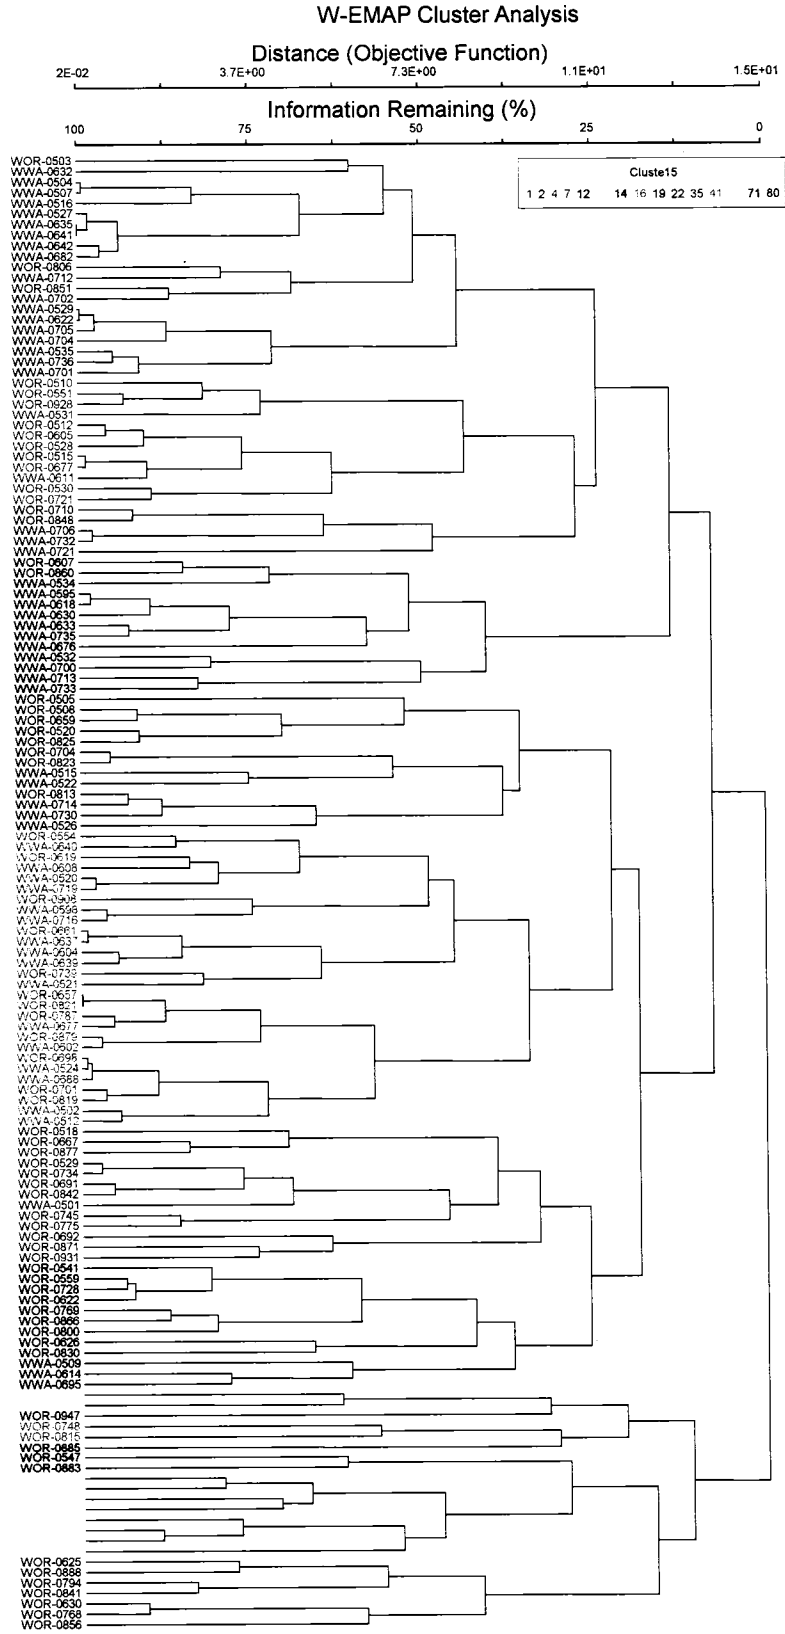 W-EMAP Cluster Analysis
Distance (Objective Function)
2E-02 3.7E+00 7.3E+00 1.1E+01 1.5E+01
Information Remaining (%)
100 75 50 25 0
Cluste15
1 2 4 7 12 14 16 19 22 35 41 71 80
WOR-0503
WWA-0632
WWA-0504
WWA-0507
WWA-0516
WWA-0527
WWA-0635
WWA-0641
WWA-0642
WWA-0682
WOR-0806
WWA-0712
WOR-0851
WWA-0702
WWA-0529
WWA-0622
WWA-0705
WWA-0704
WWA-0535
WWA-0736
WWA-0701
WOR-0510
WOR-0551
WOR-0928
WWA-0531
WOR-0512
WOR-0605
WOR-0528
WOR-0515
WOR-0677
WWA-0611
WOR-0530
WOR-0721
WOR-0710
WOR-0848
WWA-0706
WWA-0732
WWA-0721
WOR-0607
WOR-0860
WWA-0534
WWA-0595
WWA-0618
WWA-0630
WWA-0633
WWA-0735
WWA-0676
WWA-0532
WWA-0700
WWA-0713
WWA-0733
WOR-0505
WOR-0508
WOR-0659
WOR-0520
WOR-0825
WOR-0704
WOR-0823
WWA-0515
WWA-0522
WOR-0813
WWA-0714
WWA-0730
WWA-0526
WOR-0554
WWA-0640
WOR-0619
WWA-0608
WWA-0520
WWA-0719
WOR-0906
WWA-0598
WWA-0716
WOR-0661
WWA-0637
WWA-0604
WWA-0639
WOR-0739
WWA-0521
WOR-0657
WOR-0821
WOR-0787
WWA-0677
WOR-0879
WWA-0602
WOR-0698
WWA-0524
WWA-0688
WOR-0701
WOR-0819
WWA-0502
WWA-0512
WOR-0518
WOR-0667
WOR-0877
WOR-0529
WOR-0734
WOR-0691
WOR-0842
WWA-0501
WOR-0745
WOR-0775
WOR-0692
WOR-0871
WOR-0931
WOR-0541
WOR-0559
WOR-0728
WOR-0622
WOR-0769
WOR-0866
WOR-0800
WOR-0626
WOR-0830
WWA-0509
WWA-0614
WWA-0695
WOR-0947
WOR-0748
WOR-0815
WOR-0685
WOR-0547
WOR-0883
WOR-0625
WOR-0888
WOR-0794
WOR-0841
WOR-0630
WOR-0768
WOR-0856